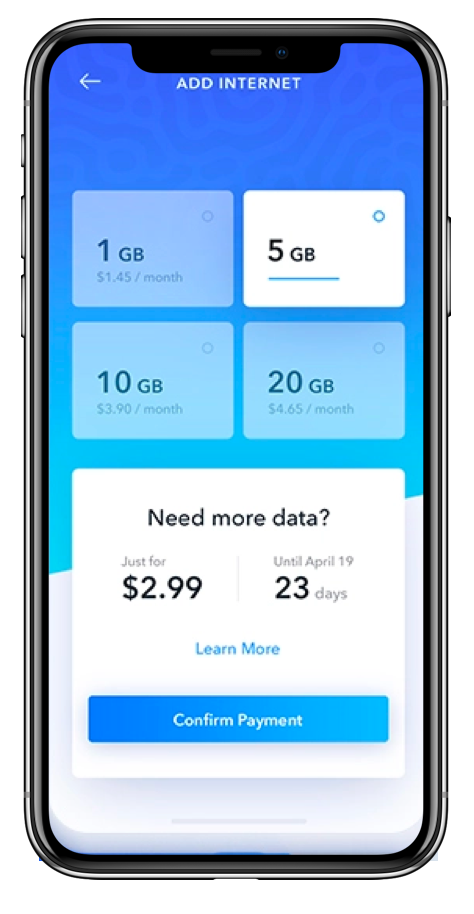 ADD INTERNET
1 GB
$1.45 / month
5 GB
10 GB
$3.90 / month
20 GB
$4.65 / month
Need more data?
Just for
$2.99
Until April 19
23 days
Learn More
Confirm Payment